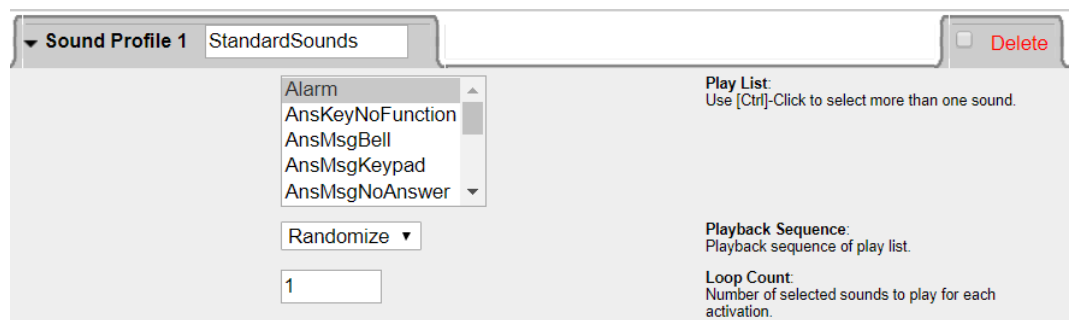 Sound Profile 1 StandardSounds Delete
Alarm
AnsKeyNoFunction
AnsMsgBell
AnsMsgKeypad
AnsMsgNoAnswer
Play List:
Use [Ctrl]-Click to select more than one sound.
Randomize
Playback Sequence:
Playback sequence of play list.
1
Loop Count:
Number of selected sounds to play for each
activation.